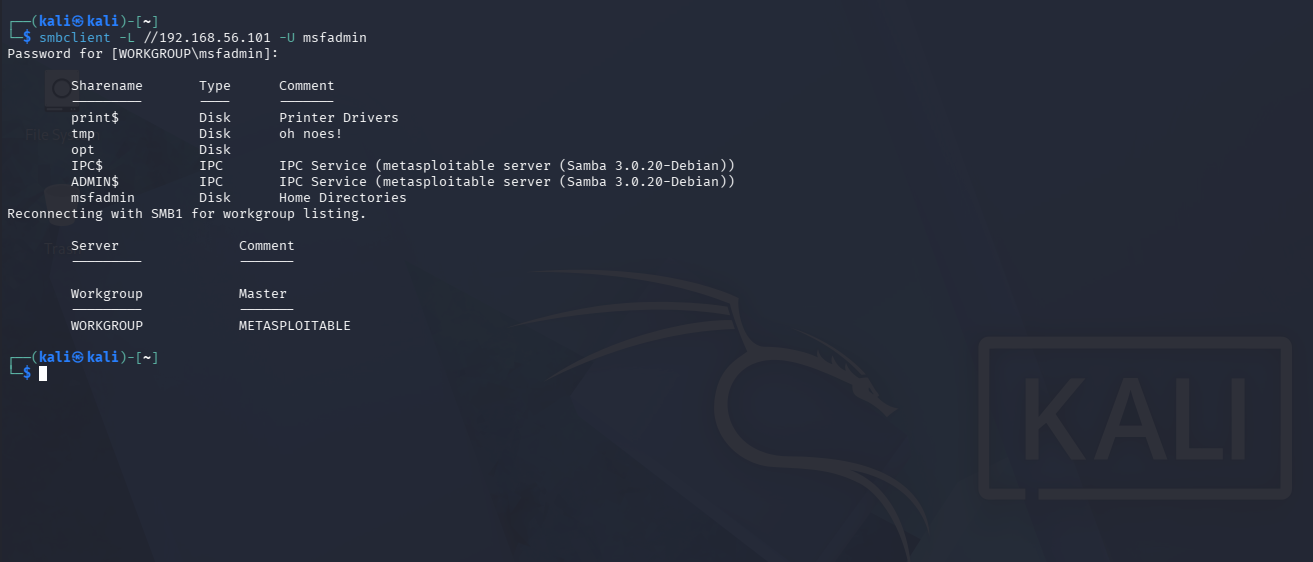 ┌──(kali㉿kali)-[~]
└─$ smbclient -L //192.168.56.101 -U msfadmin
Password for [WORKGROUP\msfadmin]:

        Sharename       Type      Comment
        ---------       ----      -------
        print$          Disk      Printer Drivers
        tmp             Disk      oh noes!
        opt             Disk
        IPC$            IPC       IPC Service (metasploitable server (Samba 3.0.20-Debian))
        ADMIN$          IPC       IPC Service (metasploitable server (Samba 3.0.20-Debian))
        msfadmin        Disk      Home Directories
Reconnecting with SMB1 for workgroup listing.

        Server               Comment
        ---------            -------

        Workgroup            Master
        ---------            -------
        WORKGROUP            METASPLOITABLE

┌──(kali㉿kali)-[~]
└─$
KALI